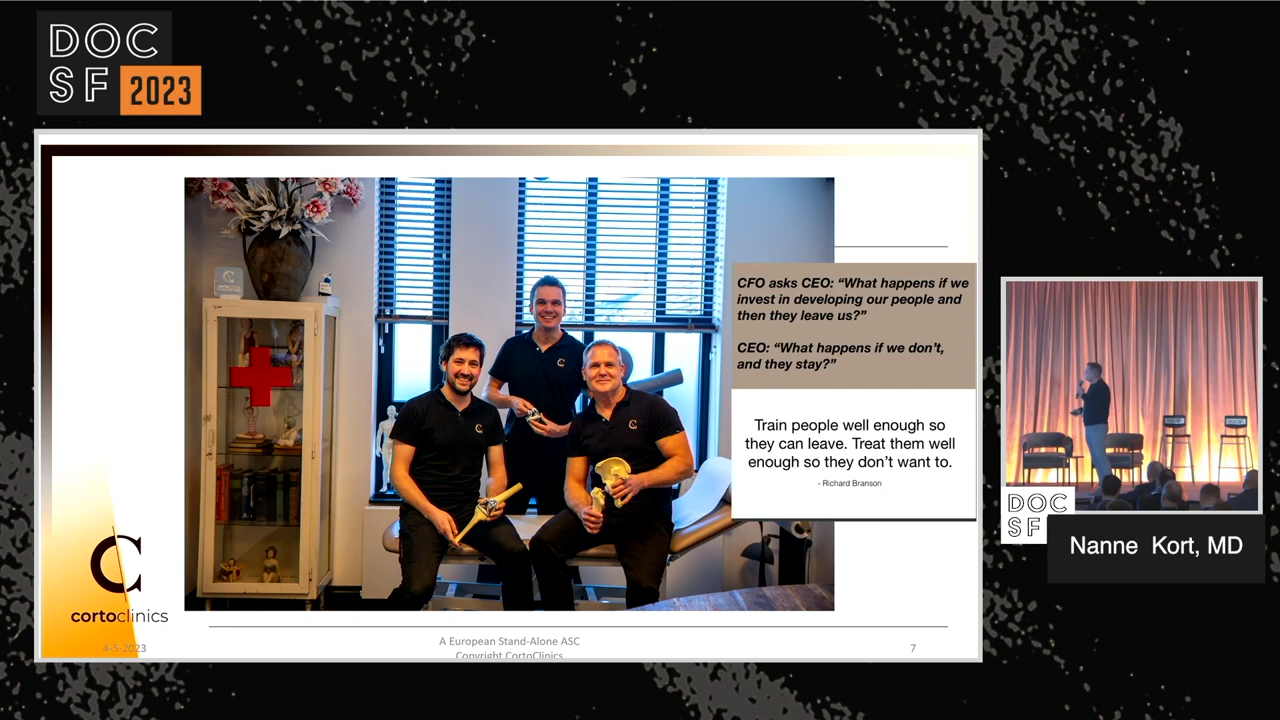 DOC
SF 2023
CFO asks CEO: “What happens if we
invest in developing our people and
then they leave us?”
CEO: “What happens if we don’t,
and they stay?”
Train people well enough so
they can leave. Treat them well
enough so they don’t want to.
- Richard Branson
C
cortoclinics
4-5-2023
A European Stand-Alone ASC
Copyright CortoClinics
7
DOC
SF
Nanne Kort, MD